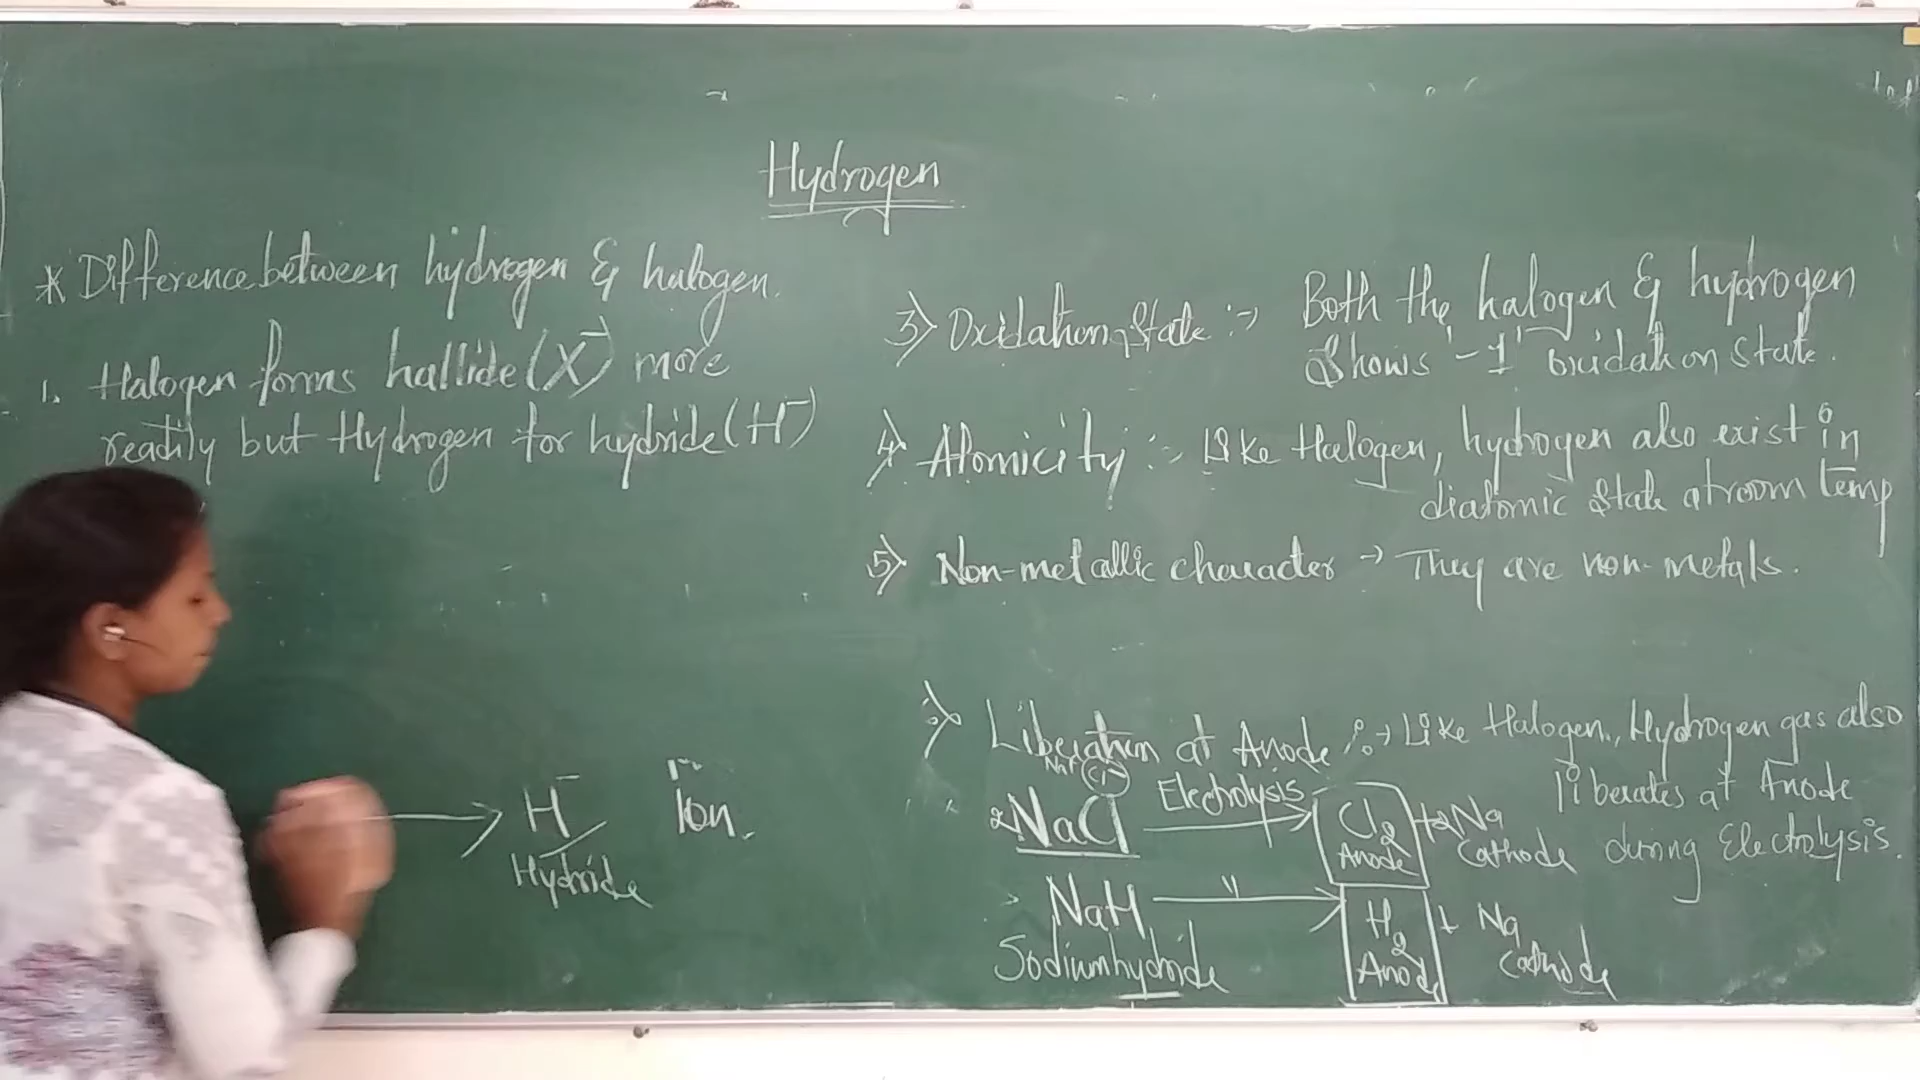 Hydrogen
* Difference between hydrogen & halogen.
1. Halogen forms hallide (X⁻) more
readily but Hydrogen for hydride (H⁻)
H⁻
Hydride
Ion.
3) Oxidation State :→ Both the halogen & hydrogen
shows '-1' oxidation state.
4) Atomicity :- Like Halogen, hydrogen also exist in
diatomic state at room temp
5) Non-metallic character → They are non-metals.
Liberation at Anode :→ Like Halogen, Hydrogen gas also
liberates at Anode
during Electrolysis.
Na⁺ Cl⁻
2NaCl Electrolysis → Cl₂ + 2Na
Anode Cathode
NaH " → H₂ + Na
Sodium hydride Anode Cathode